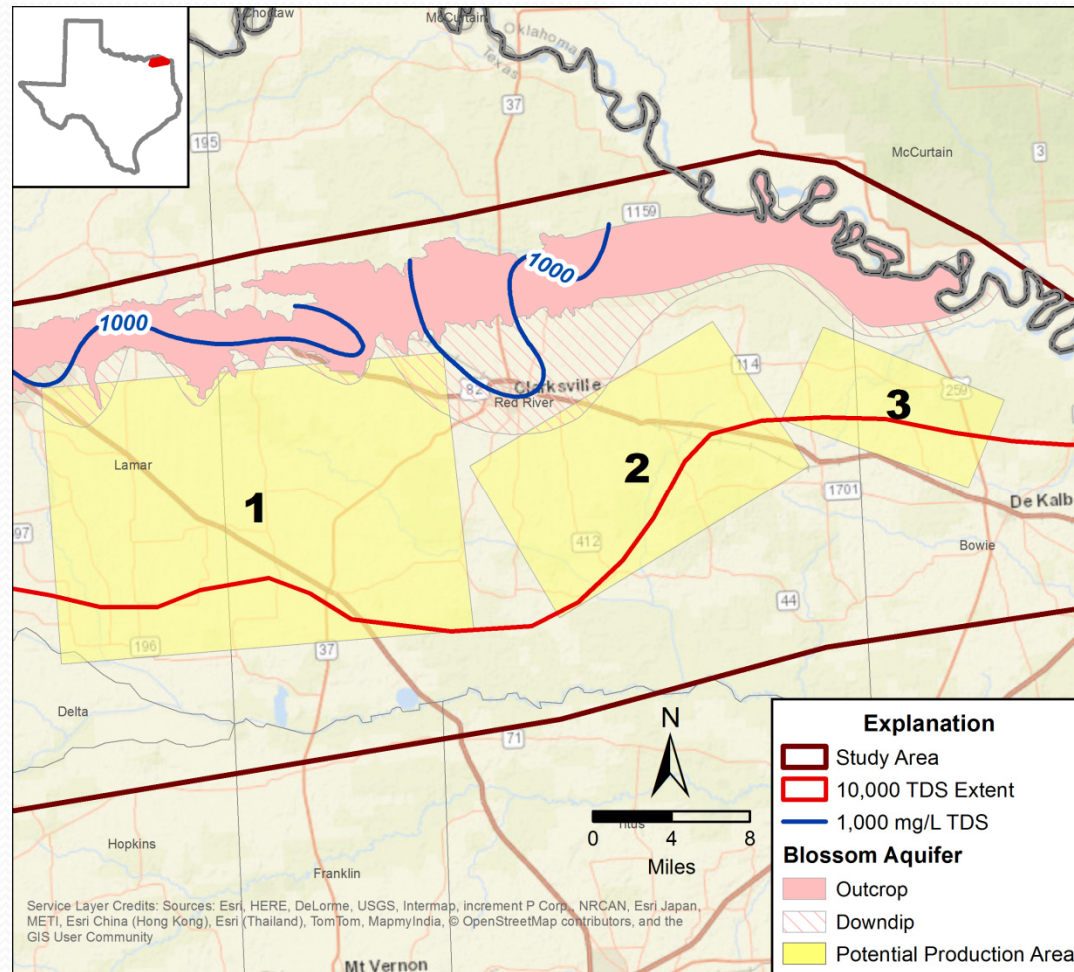 Choctaw
McCurtain
Oklahoma
Texas
37
195
McCurtain
3
1159
1000
1000
114
82
Clarksville
Red River
259
3
Lamar
2
1
1701
De Kalb
97
412
Bowie
44
196
37
Delta
71
N
0 4 8
Miles
Titus
Hopkins
Franklin
Mt Vernon
Service Layer Credits: Sources: Esri, HERE, DeLorme, USGS, Intermap, increment P Corp., NRCAN, Esri Japan,
METI, Esri China (Hong Kong), Esri (Thailand), TomTom, MapmyIndia, © OpenStreetMap contributors, and the
GIS User Community
Explanation
Study Area
10,000 TDS Extent
1,000 mg/L TDS
Blossom Aquifer
Outcrop
Downdip
Potential Production Area